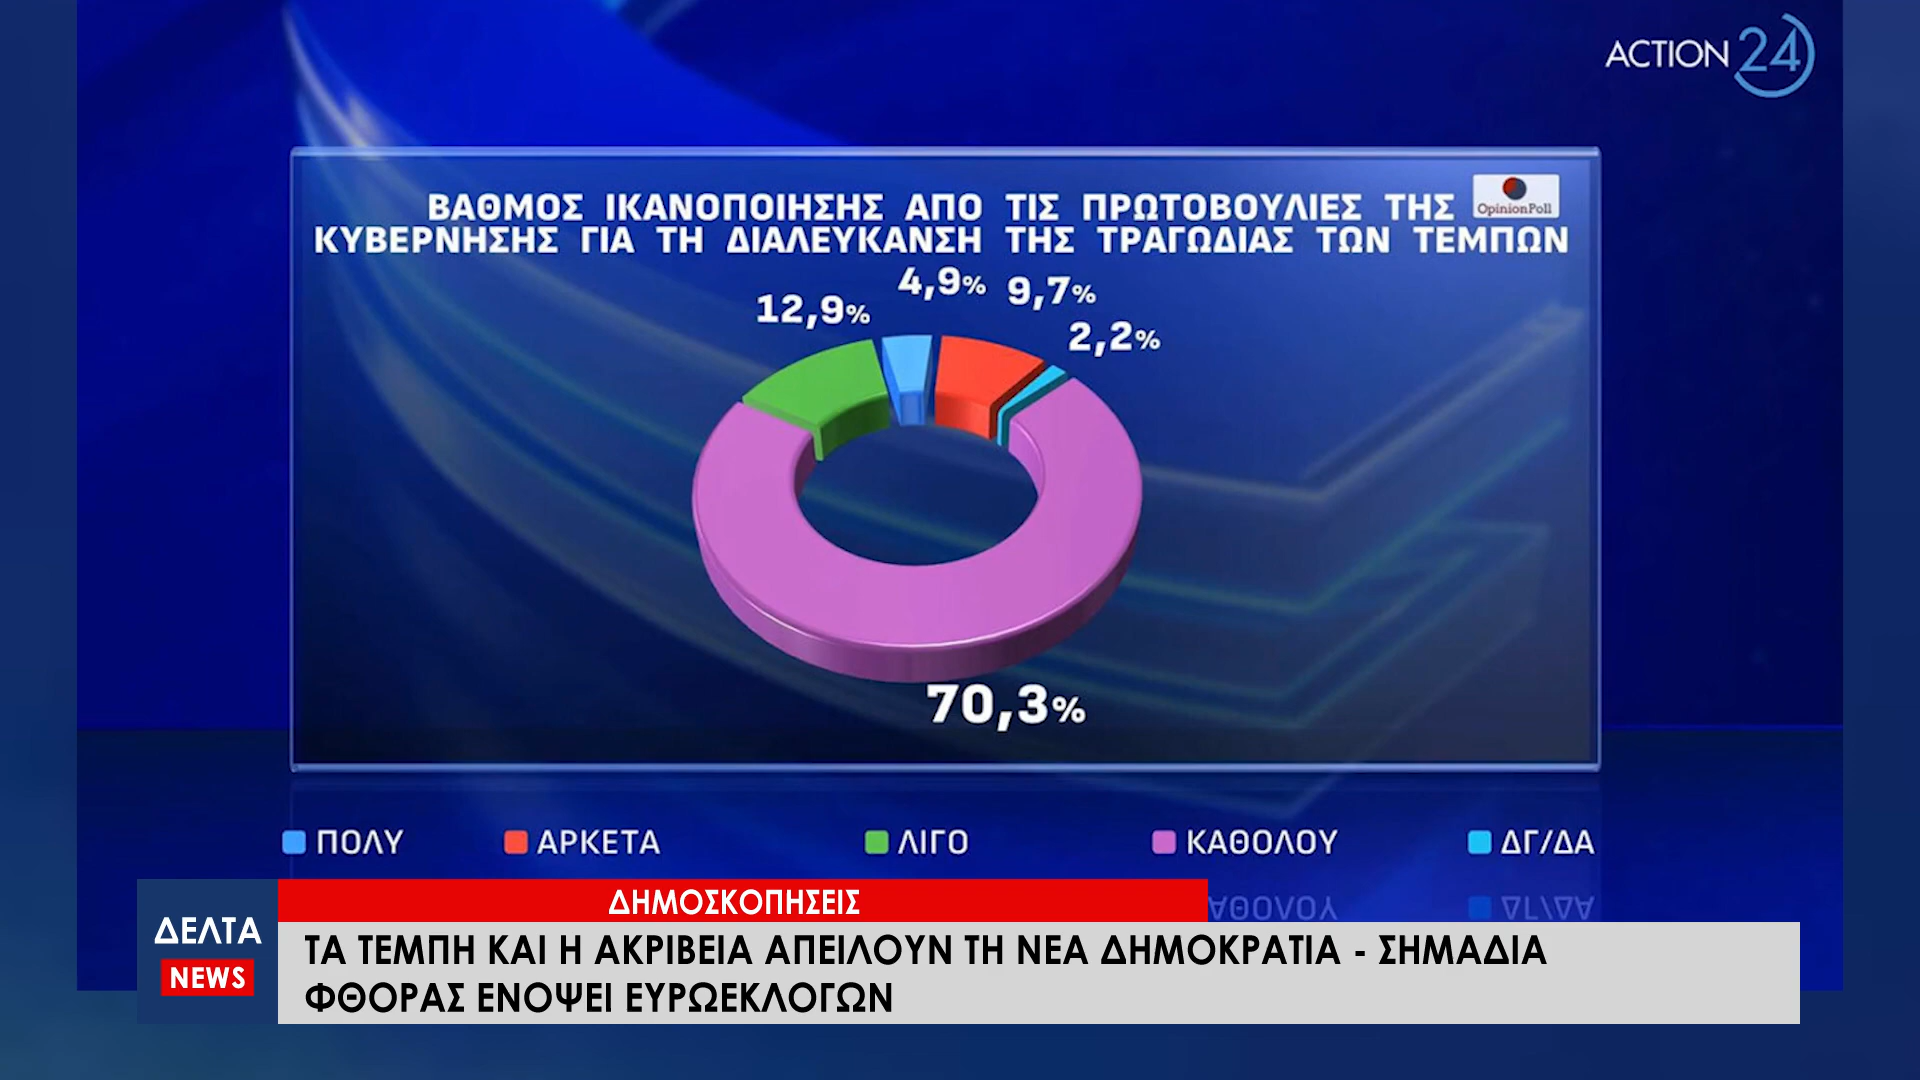 ACTION 24
ΒΑΘΜΟΣ ΙΚΑΝΟΠΟΙΗΣΗΣ ΑΠΟ ΤΙΣ ΠΡΩΤΟΒΟΥΛΙΕΣ ΤΗΣ
OpinionPoll
ΚΥΒΕΡΝΗΣΗΣ ΓΙΑ ΤΗ ΔΙΑΛΕΥΚΑΝΣΗ ΤΗΣ ΤΡΑΓΩΔΙΑΣ ΤΩΝ ΤΕΜΠΩΝ
4,9%
9,7%
12,9%
2,2%
70,3%
ΠΟΛΥ
ΑΡΚΕΤΑ
ΛΙΓΟ
ΚΑΘΟΛΟΥ
ΔΓ/ΔΑ
ΔΗΜΟΣΚΟΠΗΣΕΙΣ
ΔΕΛΤΑ
NEWS
ΤΑ ΤΕΜΠΗ ΚΑΙ Η ΑΚΡΙΒΕΙΑ ΑΠΕΙΛΟΥΝ ΤΗ ΝΕΑ ΔΗΜΟΚΡΑΤΙΑ - ΣΗΜΑΔΙΑ
ΦΘΟΡΑΣ ΕΝΟΨΕΙ ΕΥΡΩΕΚΛΟΓΩΝ